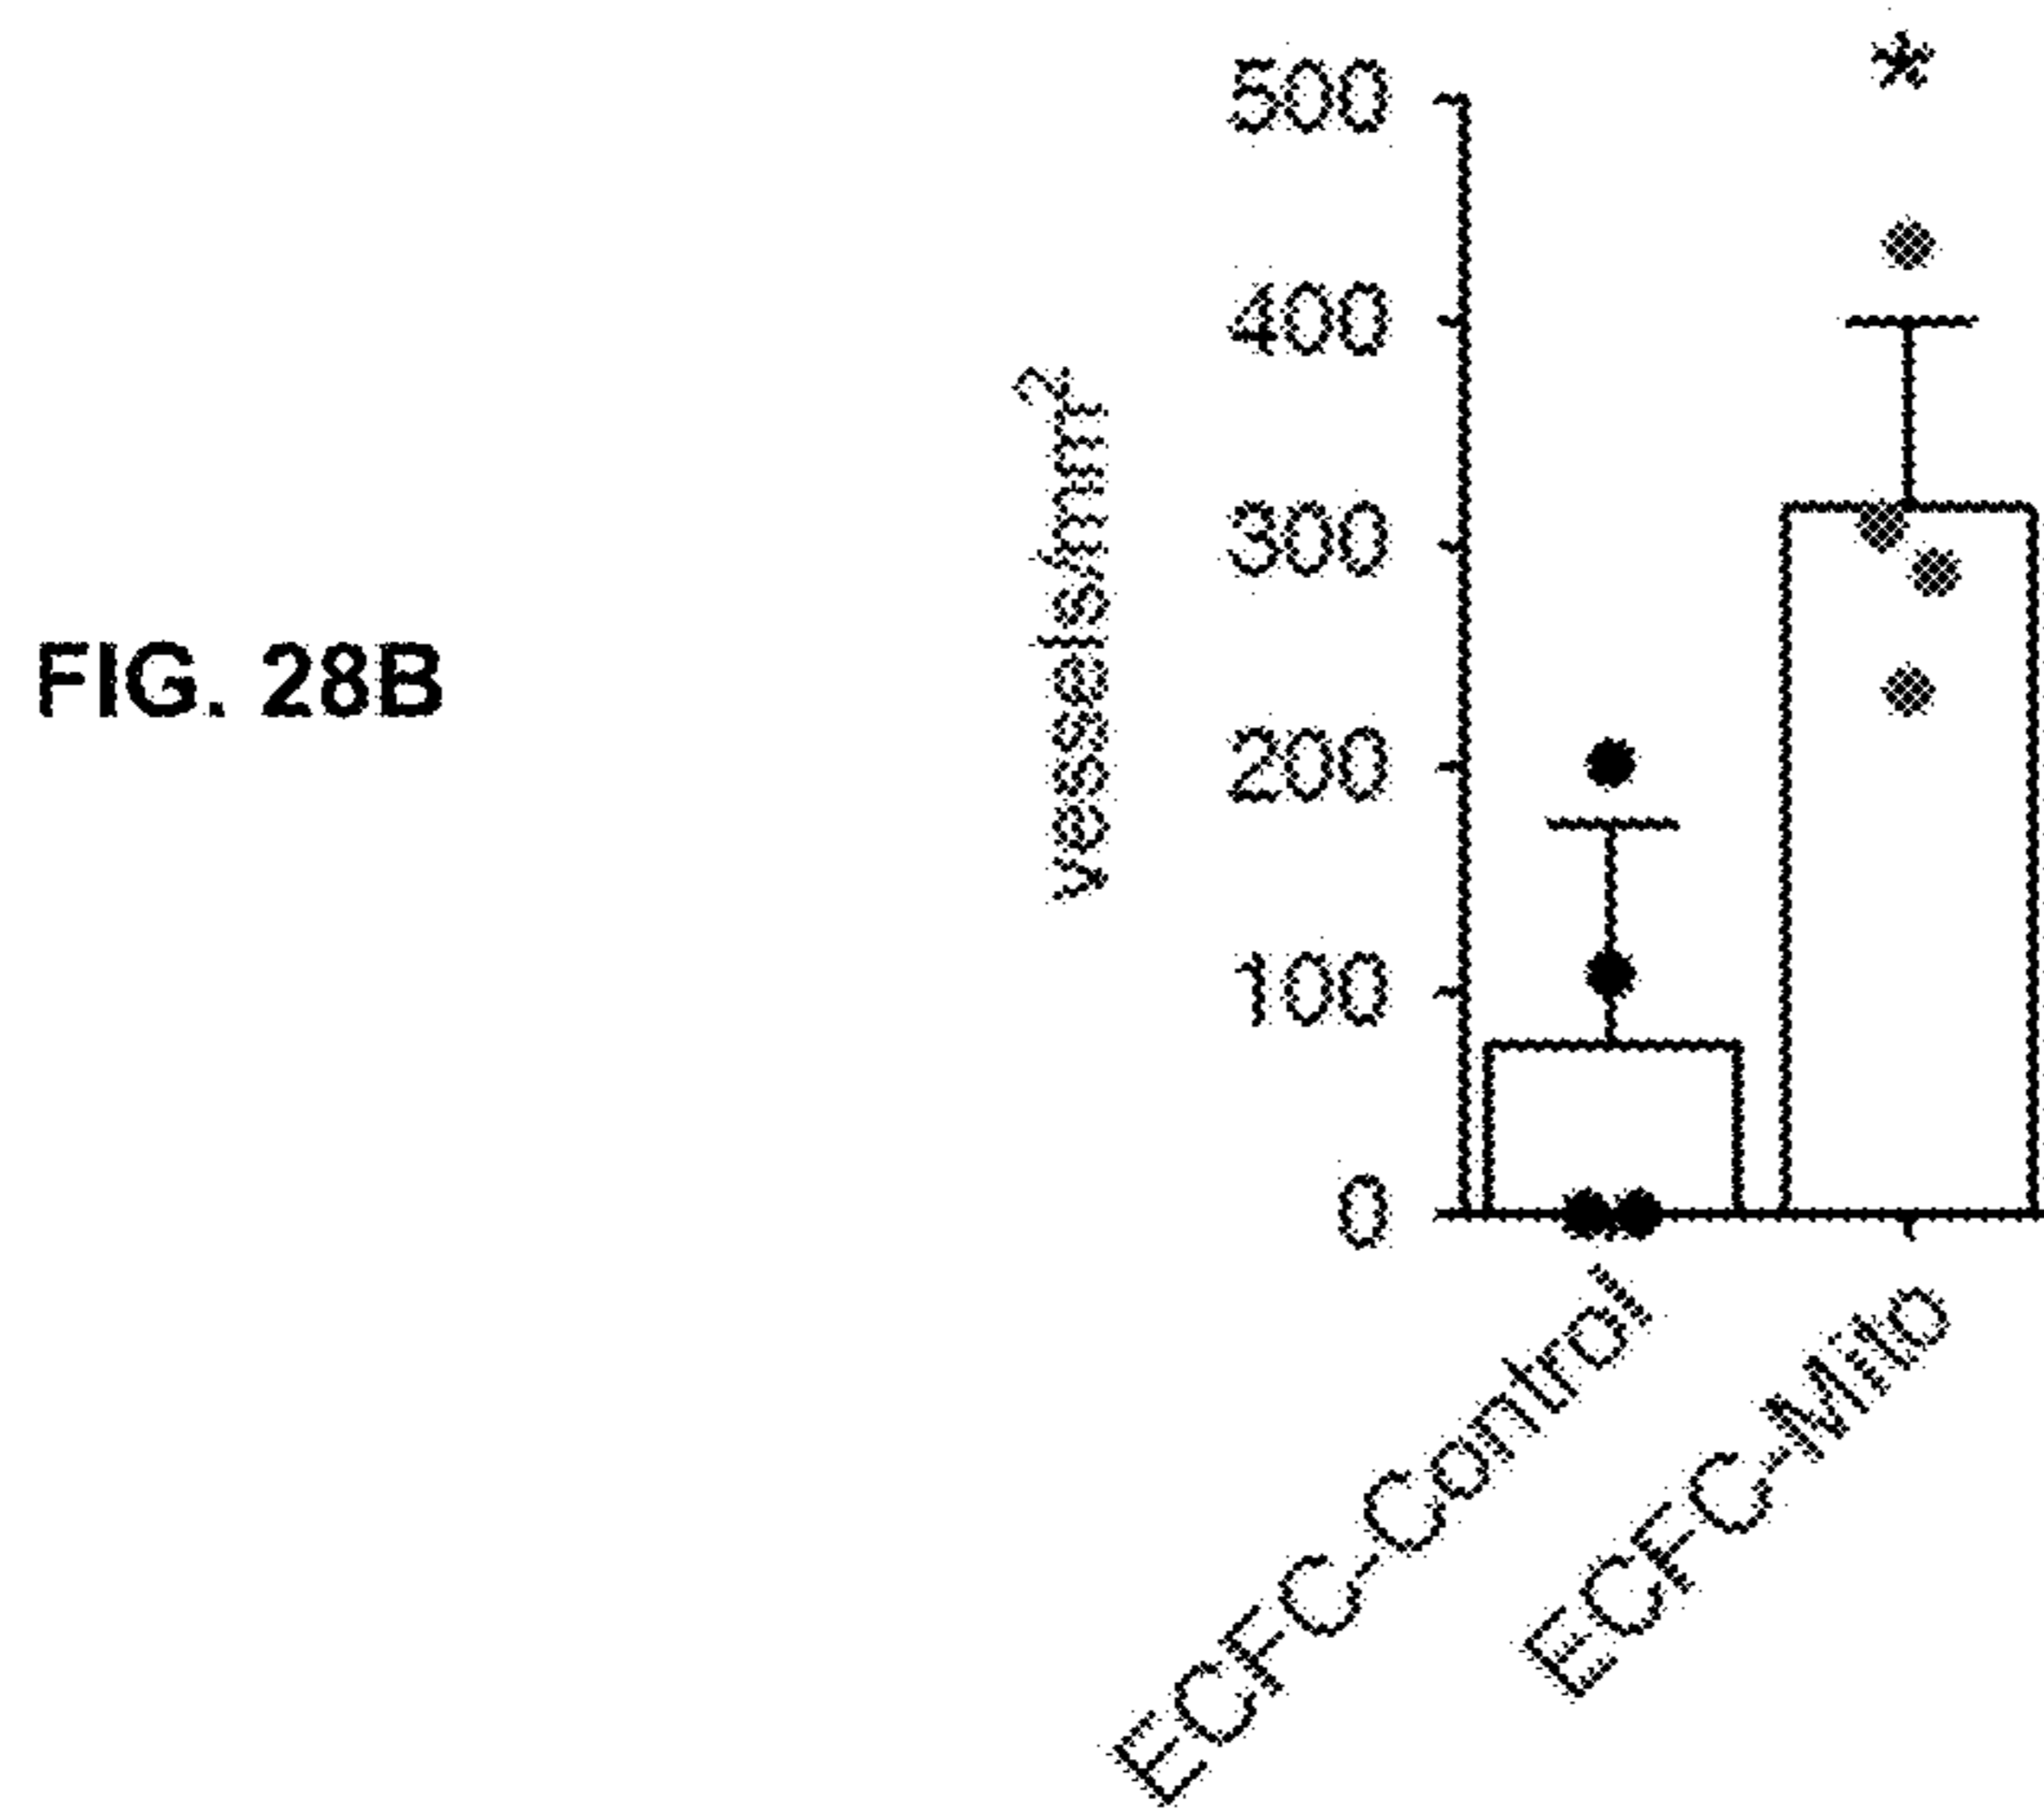 FIG. 28B
vessels/mm²
500
400
300
200
100
0
*
ECFC-Control
ECFC-Mito